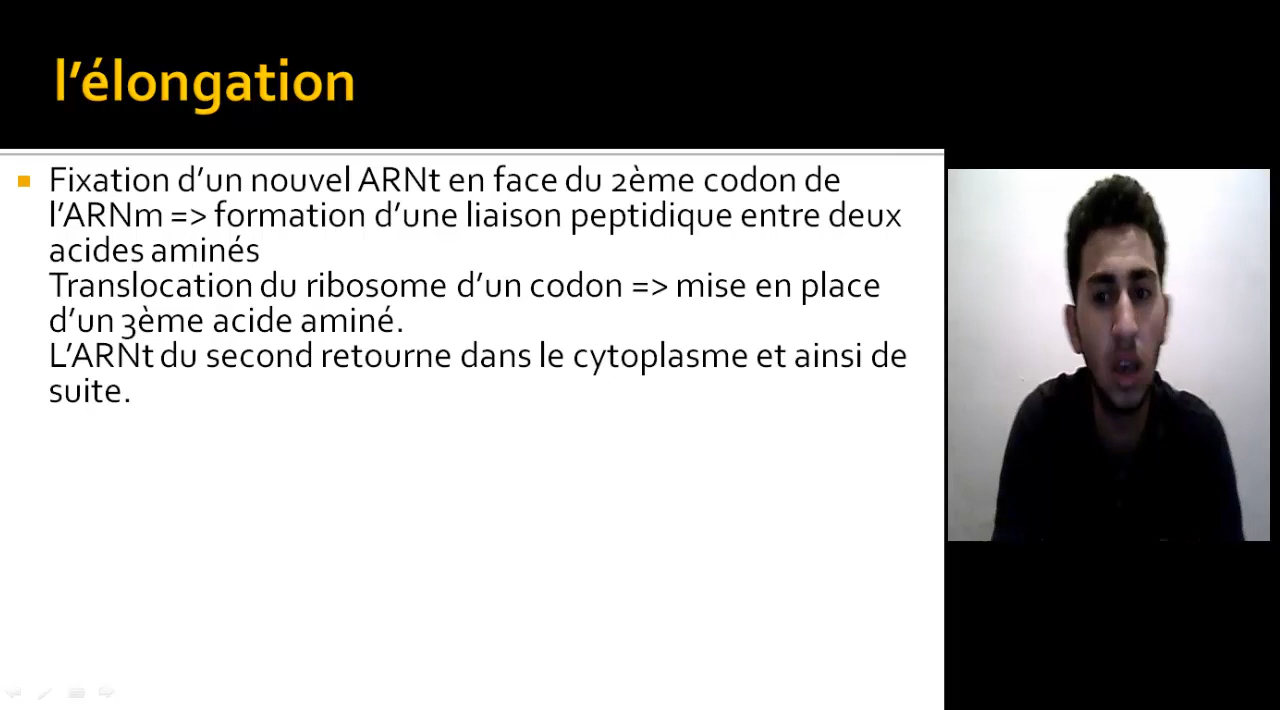 l’élongation
Fixation d’un nouvel ARNt en face du 2ème codon de
l’ARNm => formation d’une liaison peptidique entre deux
acides aminés
Translocation du ribosome d’un codon => mise en place
d’un 3ème acide aminé.
L’ARNt du second retourne dans le cytoplasme et ainsi de
suite.